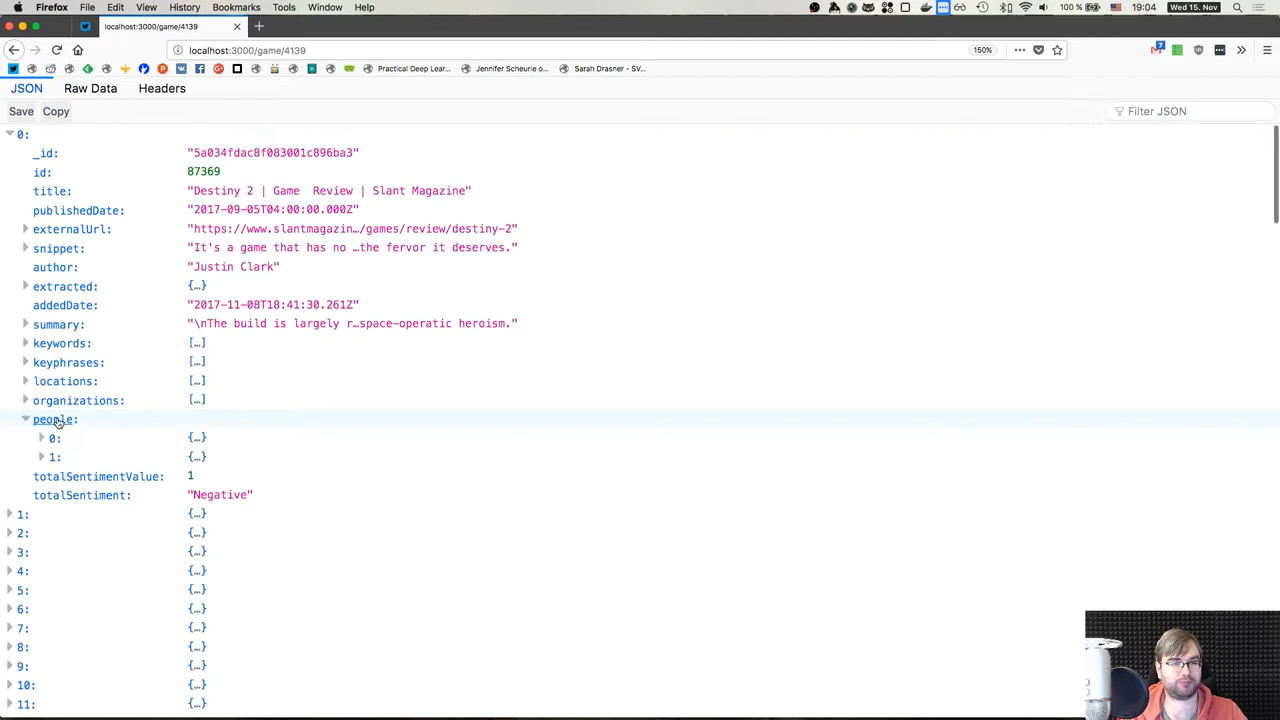 Firefox File Edit View History Bookmarks Tools Window Help 100 % Wed 15. Nov 19:04
localhost:3000/game/4139
localhost:3000/game/4139 150% 7
Practical Deep Lear... Jennifer Scheurle o... Sarah Drasner - SV...
JSON Raw Data Headers
Save Copy Filter JSON
0:
_id: "5a034fdac8f083001c896ba3"
id: 87369
title: "Destiny 2 | Game  Review | Slant Magazine"
publishedDate: "2017-09-05T04:00:00.000Z"
externalUrl: "https://www.slantmagazin…/games/review/destiny-2"
snippet: "It's a game that has no …the fervor it deserves."
author: "Justin Clark"
extracted: {…}
addedDate: "2017-11-08T18:41:30.261Z"
summary: "\nThe build is largely r…space-operatic heroism."
keywords: […]
keyphrases: […]
locations: […]
organizations: […]
people:
0: {…}
1: {…}
totalSentimentValue: 1
totalSentiment: "Negative"
1: {…}
2: {…}
3: {…}
4: {…}
5: {…}
6: {…}
7: {…}
8: {…}
9: {…}
10: {…}
11: {…}